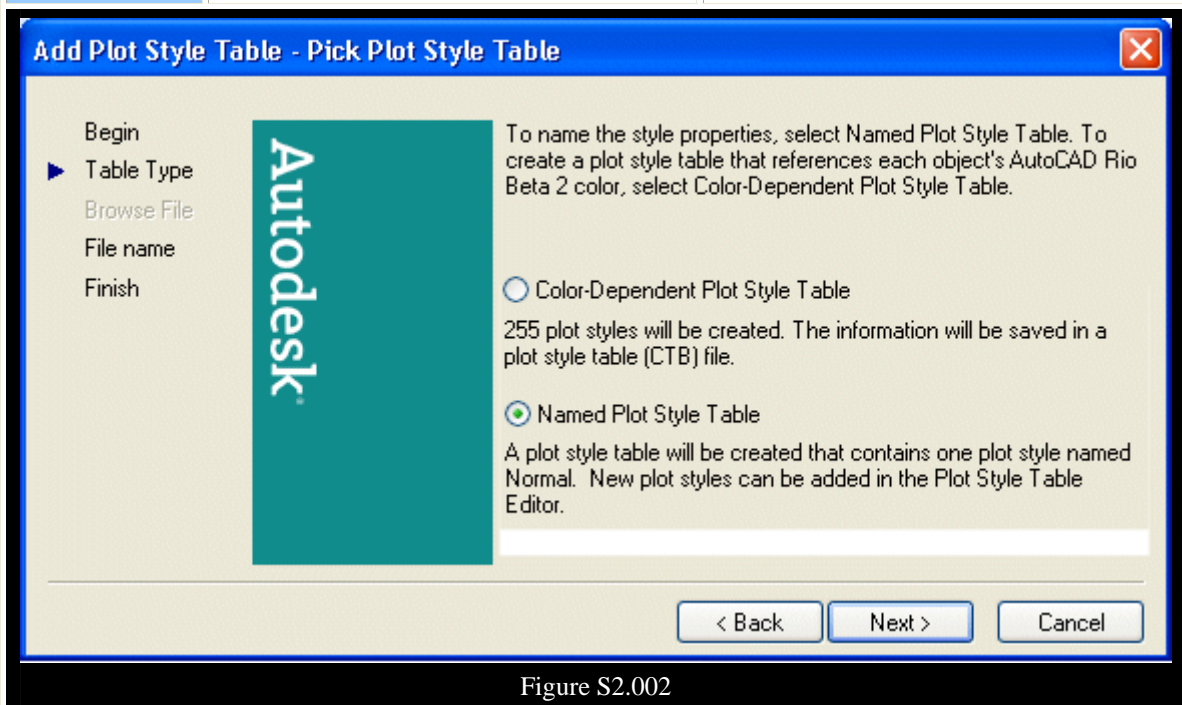 Add Plot Style Table - Pick Plot Style Table
Begin
Table Type
Browse File
File name
Finish
Autodesk
To name the style properties, select Named Plot Style Table. To
create a plot style table that references each object's AutoCAD Rio
Beta 2 color, select Color-Dependent Plot Style Table.
Color-Dependent Plot Style Table
255 plot styles will be created. The information will be saved in a
plot style table (CTB) file.
Named Plot Style Table
A plot style table will be created that contains one plot style named
Normal.  New plot styles can be added in the Plot Style Table
Editor.
< Back
Next >
Cancel
Figure S2.002